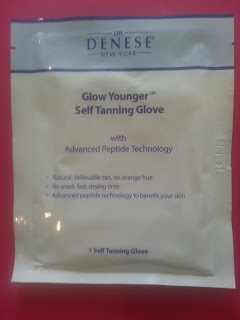 DR.
DENESE®
NEW YORK
Glow Younger™
Self Tanning Glove
with
Advanced Peptide Technology
• Natural, believable tan, no orange hue
• No smell, fast drying time
• Advanced peptide technology to benefit your skin
1 Self Tanning Glove